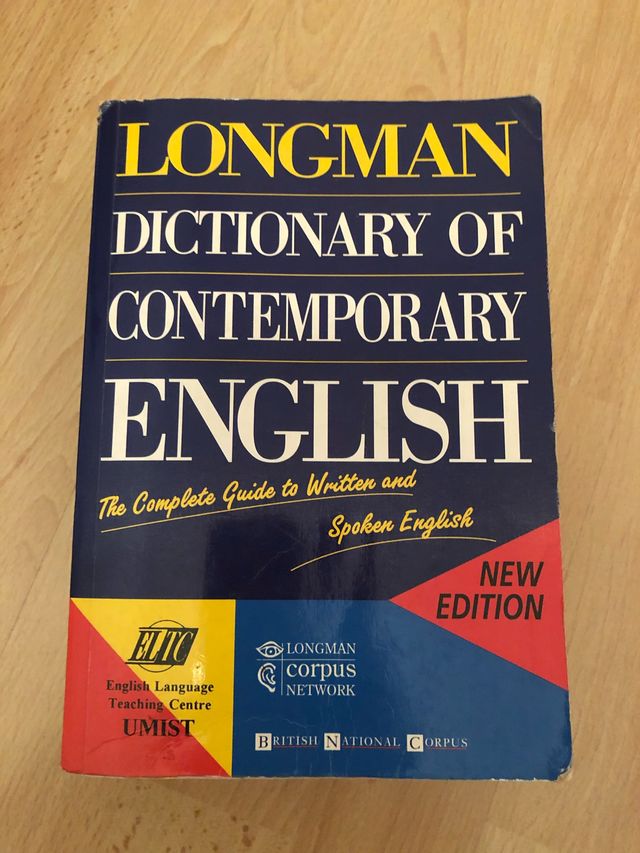 LONGMAN
DICTIONARY OF
CONTEMPORARY
ENGLISH
The Complete Guide to Written and
Spoken English
NEW
EDITION
ELTC
English Language
Teaching Centre
UMIST
LONGMAN
corpus
NETWORK
BRITISH NATIONAL CORPUS